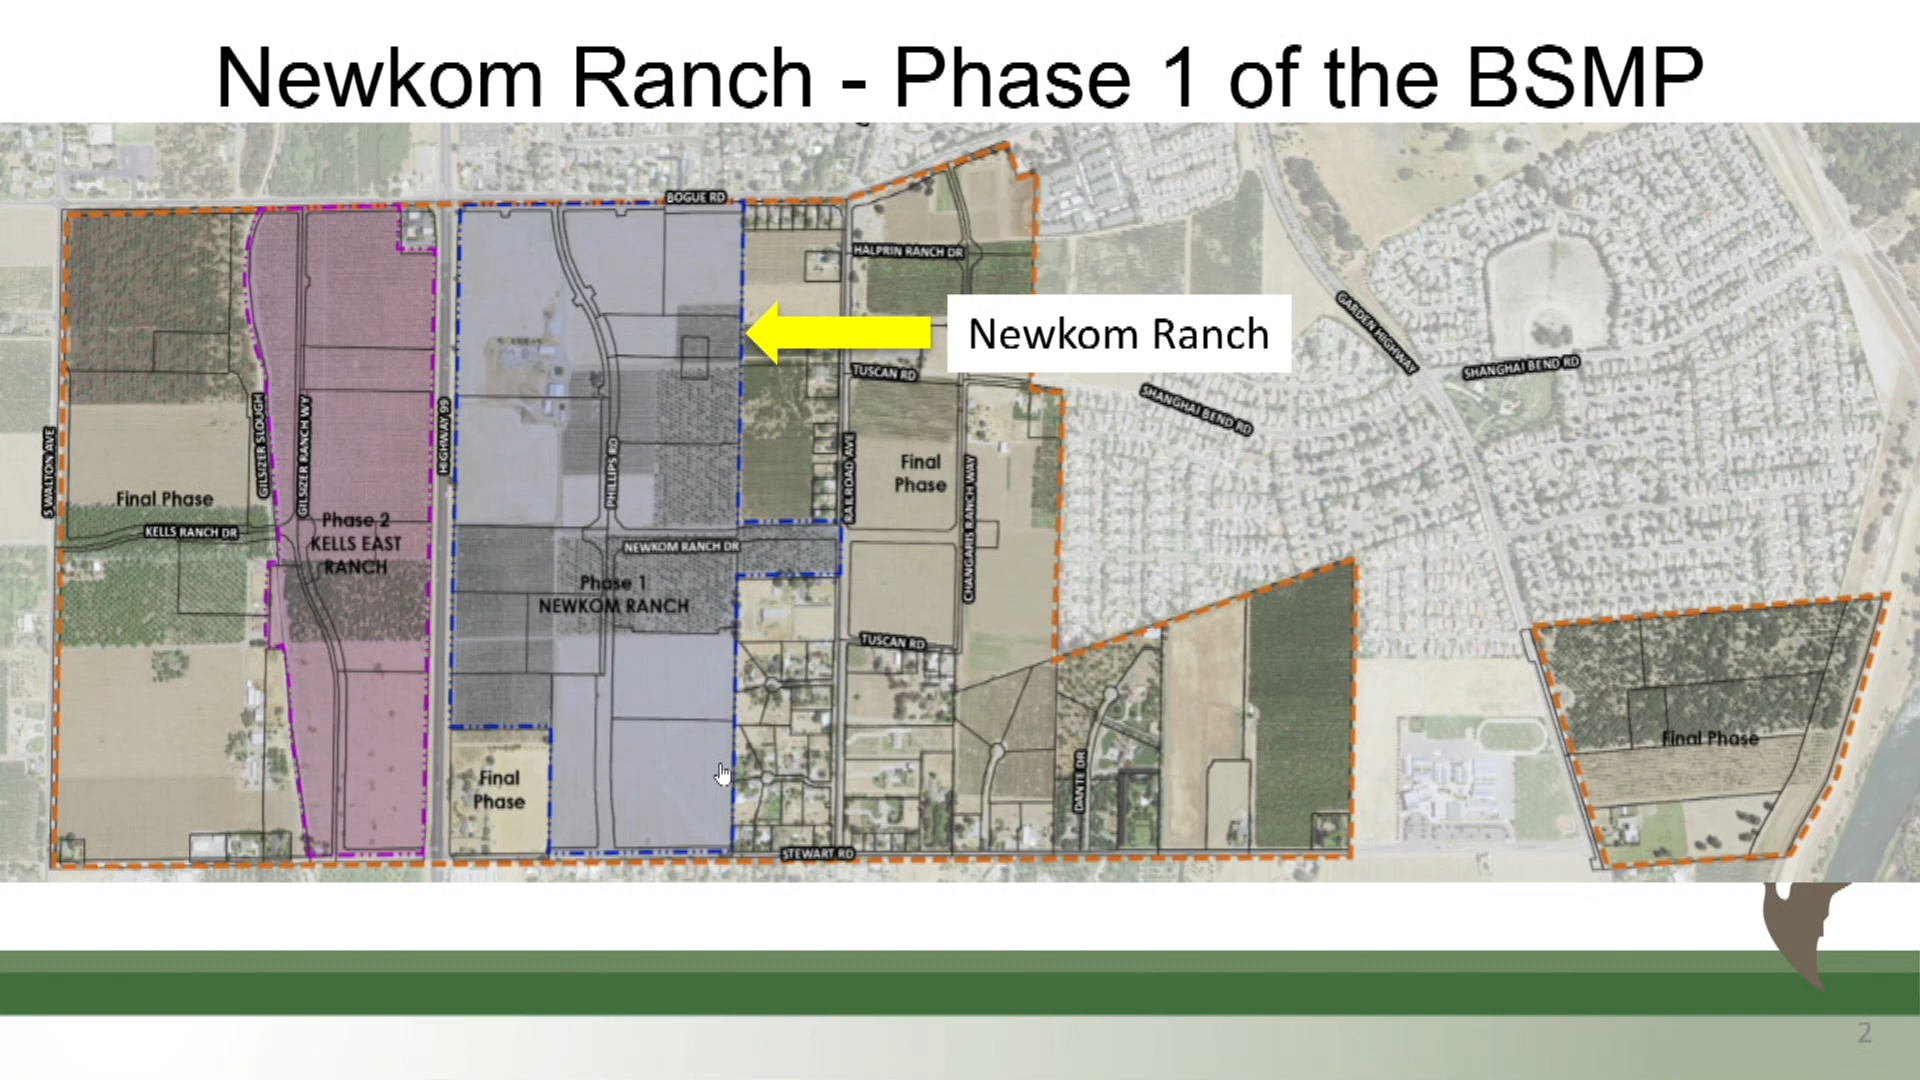 Newkom Ranch - Phase 1 of the BSMP
BOGUE RD
HALPRIN RANCH DR
Newkom Ranch
GARDEN HIGHWAY
SHANGHAI BEND RD
SHANGHAI BEND RD
TUSCAN RD
S WALTON AVE
GILSIZER SLOUGH
GILSIZER RANCH WY
HIGHWAY 99
PHILLIPS RD
RAILROAD AVE
CHANGARIS RANCH WAY
Final
Phase
Final Phase
KELLS RANCH DR
Phase 2
KELLS EAST
RANCH
NEWKOM RANCH DR
Phase 1
NEWKOM RANCH
TUSCAN RD
Final Phase
Final
Phase
DANTE DR
STEWART RD
2